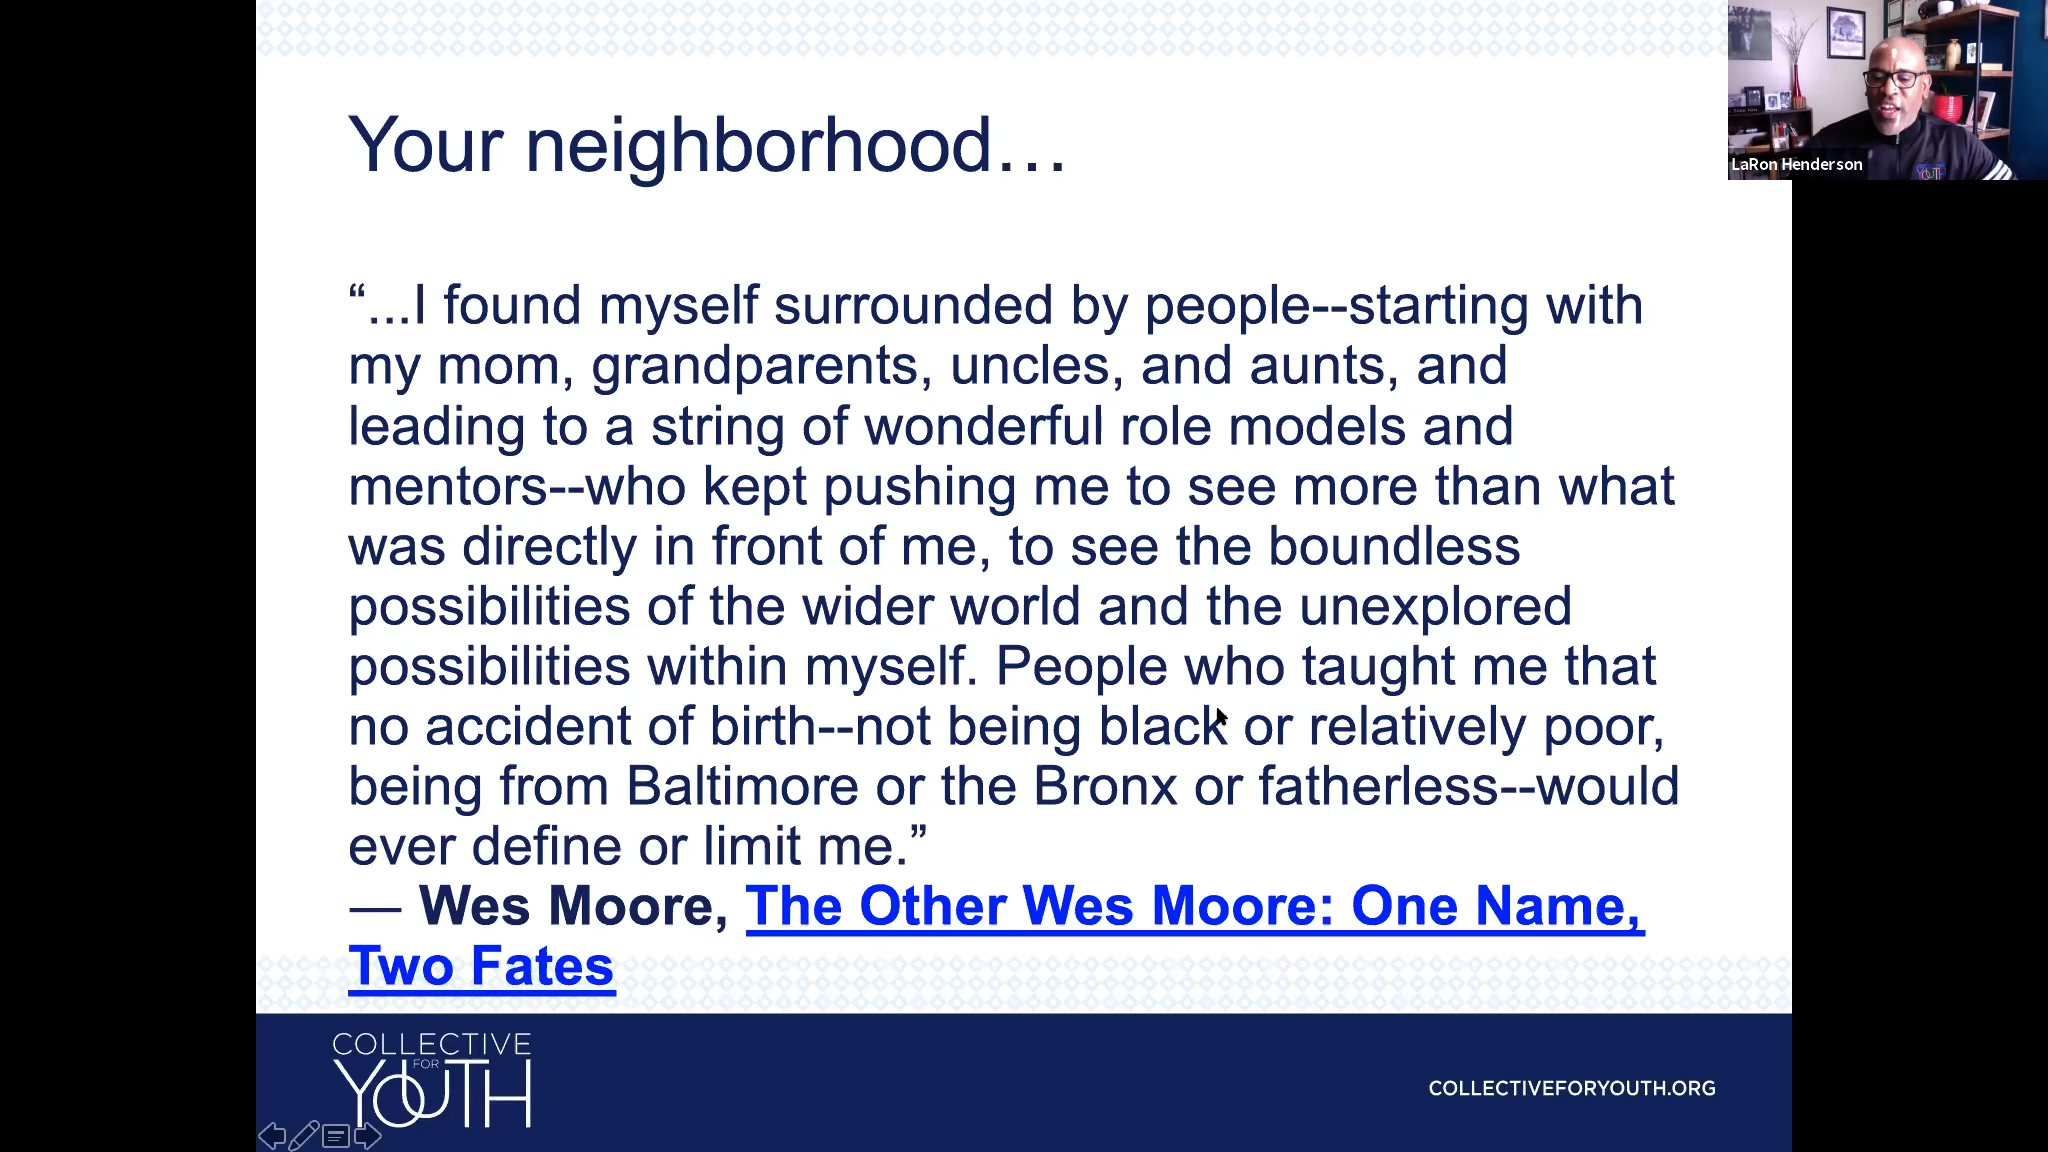 Your neighborhood…
“...I found myself surrounded by people--starting with
my mom, grandparents, uncles, and aunts, and
leading to a string of wonderful role models and
mentors--who kept pushing me to see more than what
was directly in front of me, to see the boundless
possibilities of the wider world and the unexplored
possibilities within myself. People who taught me that
no accident of birth--not being black or relatively poor,
being from Baltimore or the Bronx or fatherless--would
ever define or limit me.”
— Wes Moore, The Other Wes Moore: One Name,
Two Fates
LaRon Henderson
COLLECTIVE
FOR
YOUTH
COLLECTIVEFORYOUTH.ORG